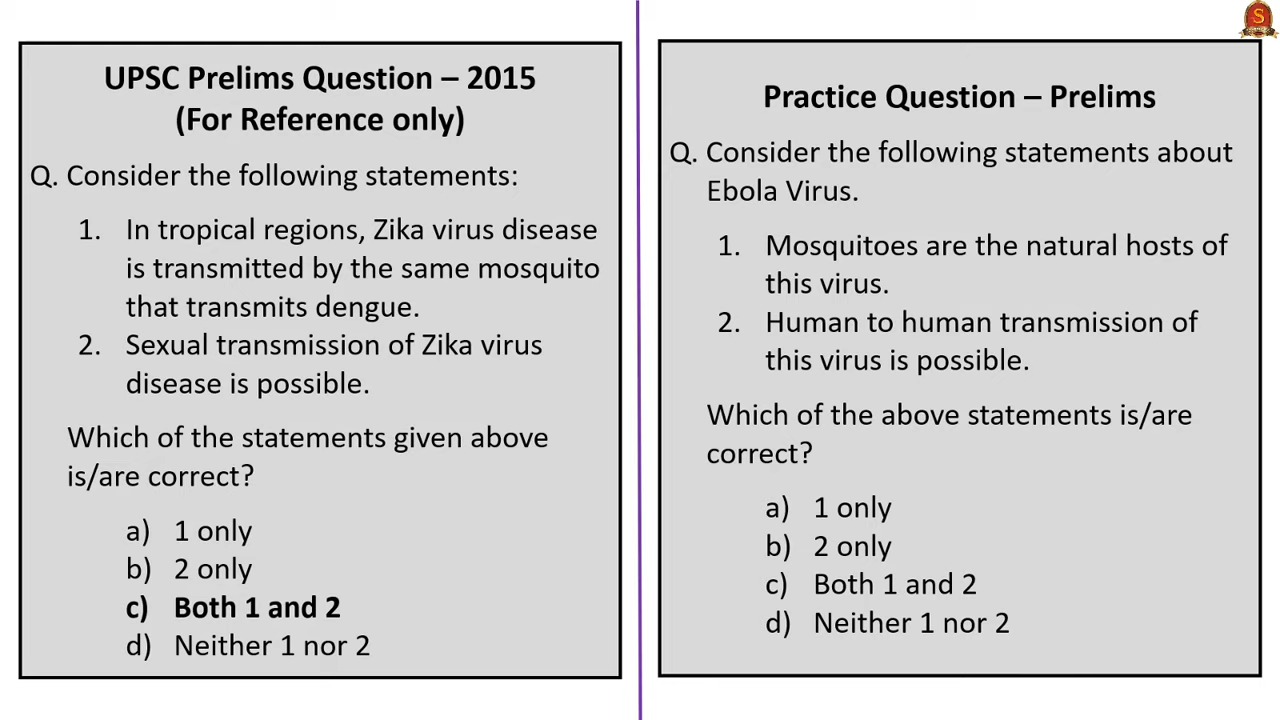 UPSC Prelims Question – 2015
(For Reference only)
Q. Consider the following statements:
1. In tropical regions, Zika virus disease
is transmitted by the same mosquito
that transmits dengue.
2. Sexual transmission of Zika virus
disease is possible.
Which of the statements given above
is/are correct?
a) 1 only
b) 2 only
c) Both 1 and 2
d) Neither 1 nor 2
S
Practice Question – Prelims
Q. Consider the following statements about
Ebola Virus.
1. Mosquitoes are the natural hosts of
this virus.
2. Human to human transmission of
this virus is possible.
Which of the above statements is/are
correct?
a) 1 only
b) 2 only
c) Both 1 and 2
d) Neither 1 nor 2